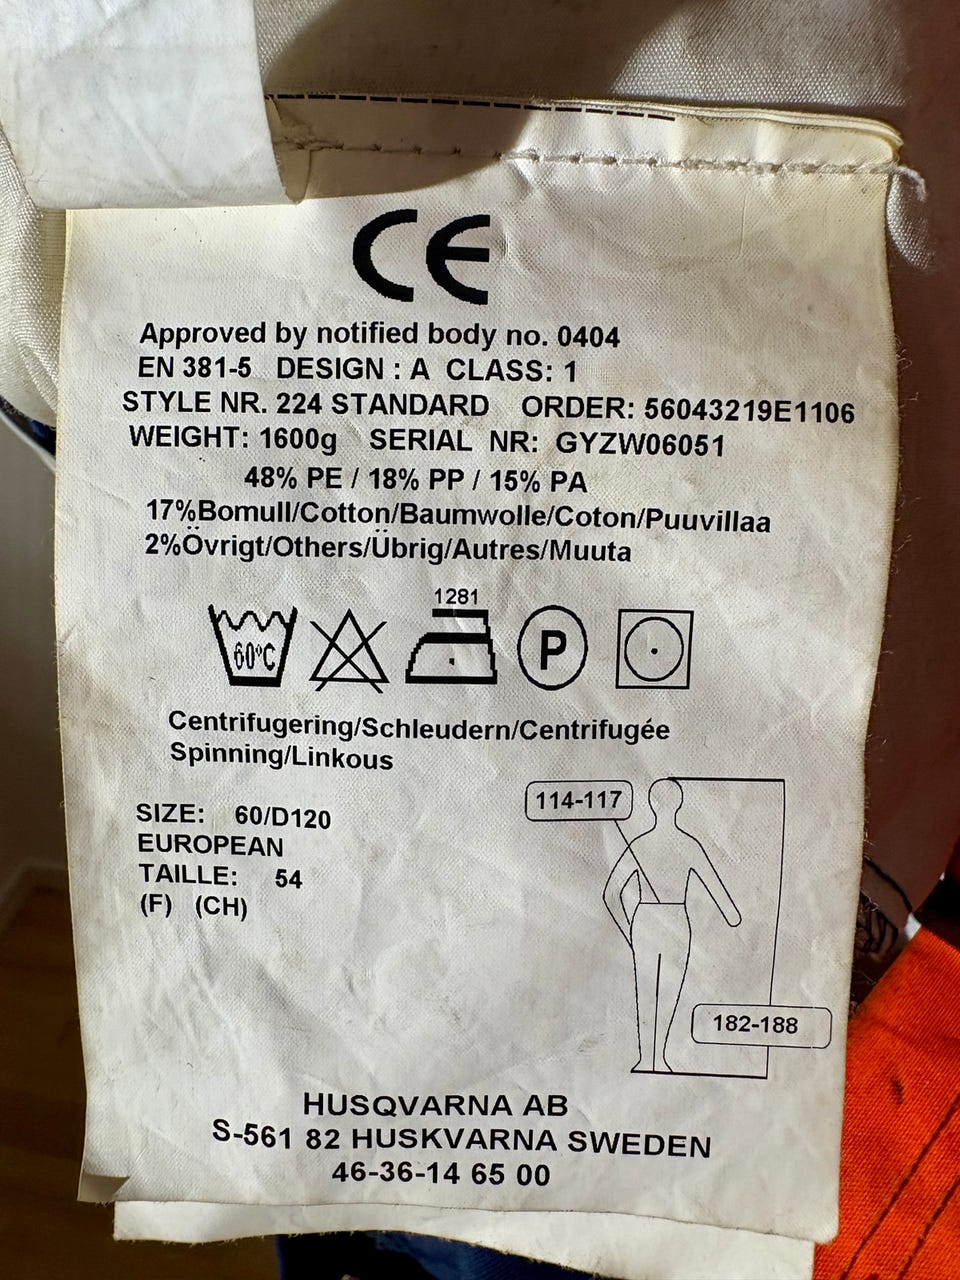 CE
Approved by notified body no. 0404
EN 381-5 DESIGN : A CLASS: 1
STYLE NR. 224 STANDARD ORDER: 56043219E1106
WEIGHT: 1600g SERIAL NR: GYZW06051
48% PE / 18% PP / 15% PA
17%Bomull/Cotton/Baumwolle/Coton/Puuvillaa
2%Övrigt/Others/Übrig/Autres/Muuta
1281
60°C P
Centrifugering/Schleudern/Centrifugée
Spinning/Linkous
114-117
SIZE: 60/D120
EUROPEAN
TAILLE: 54
(F) (CH)
182-188
HUSQVARNA AB
S-561 82 HUSKVARNA SWEDEN
46-36-14 65 00